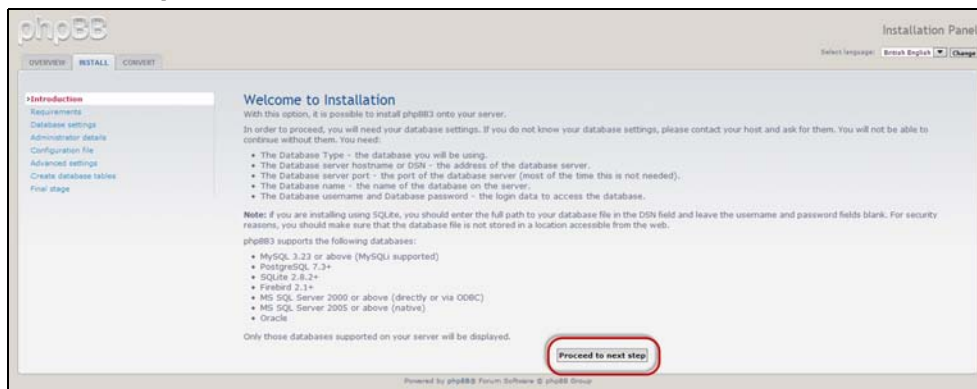 phpBB
Installation Panel
Select language: British English Change
OVERVIEW INSTALL CONVERT
Introduction
Requirements
Database settings
Administrator details
Configuration file
Advanced settings
Create database tables
Final stage
Welcome to Installation
With this option, it is possible to install phpBB3 onto your server.
In order to proceed, you will need your database settings. If you do not know your database settings, please contact your host and ask for them. You will not be able to
continue without them. You need:
• The Database Type - the database you will be using.
• The Database server hostname or DSN - the address of the database server.
• The Database server port - the port of the database server (most of the time this is not needed).
• The Database name - the name of the database on the server.
• The Database username and Database password - the login data to access the database.
Note: if you are installing using SQLite, you should enter the full path to your database file in the DSN field and leave the username and password fields blank. For security
reasons, you should make sure that the database file is not stored in a location accessible from the web.
phpBB3 supports the following databases:
• MySQL 3.23 or above (MySQLi supported)
• PostgreSQL 7.3+
• SQLite 2.8.2+
• Firebird 2.1+
• MS SQL Server 2000 or above (directly or via ODBC)
• MS SQL Server 2005 or above (native)
• Oracle
Only those databases supported on your server will be displayed.
Proceed to next step
Powered by phpBB® Forum Software © phpBB Group